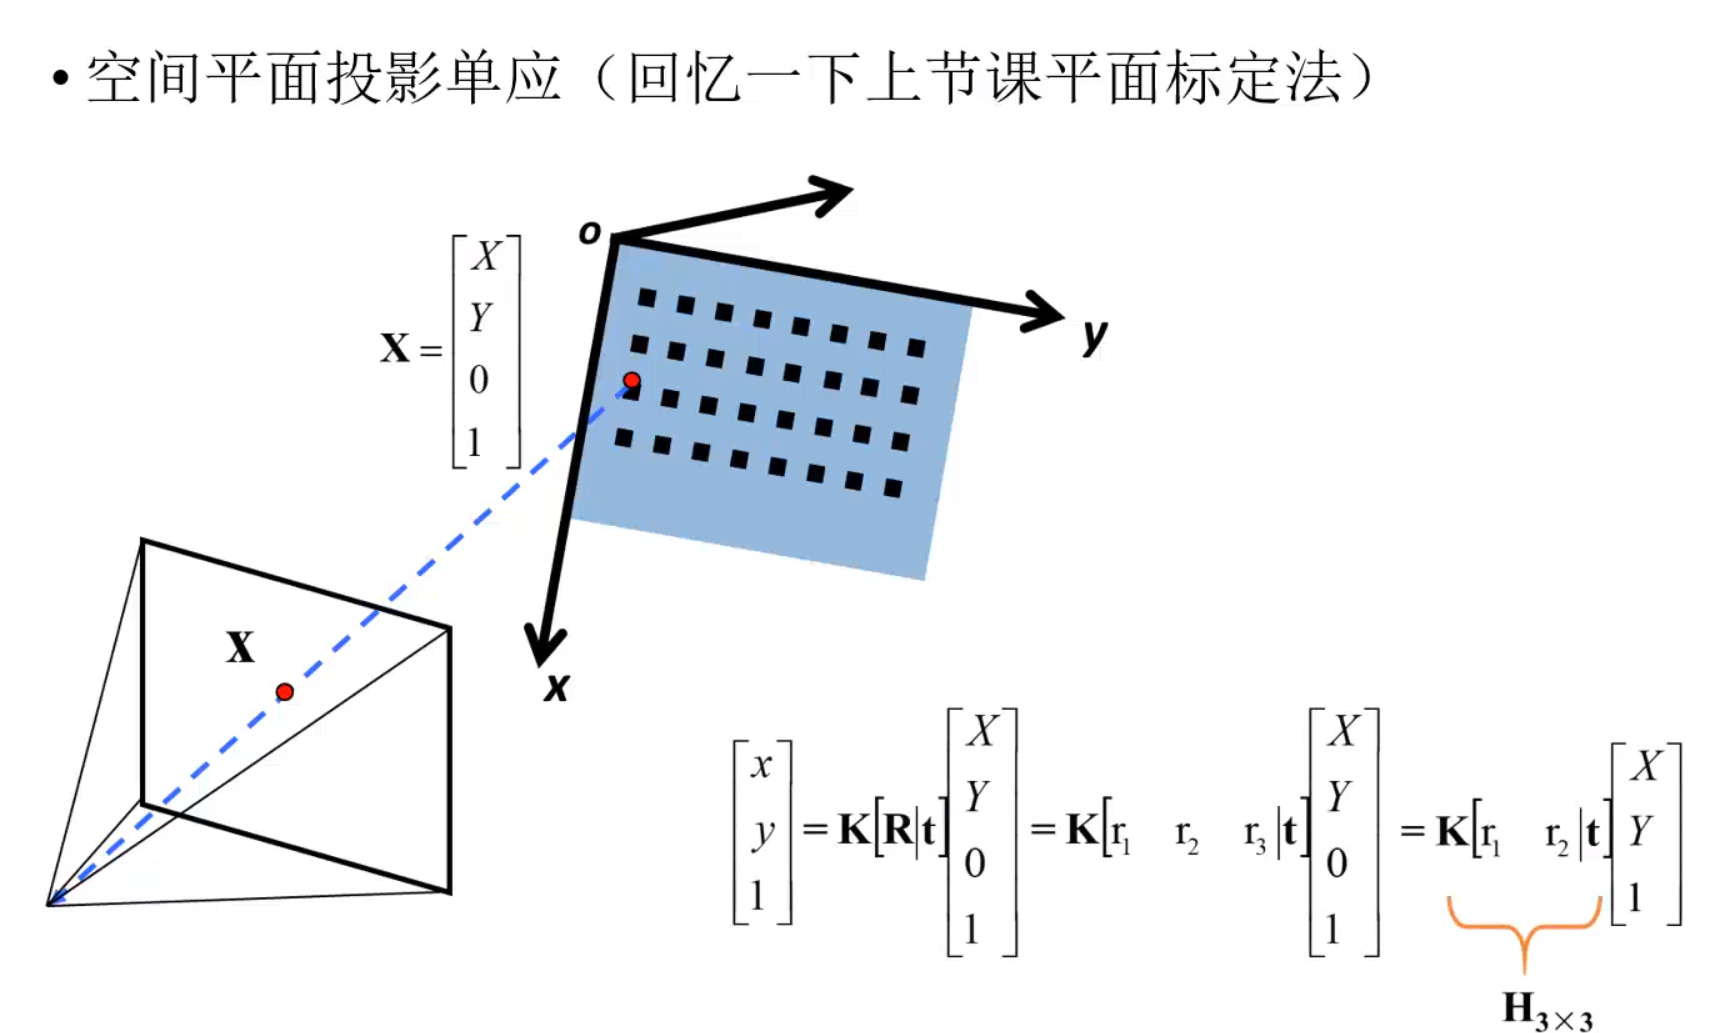 • 空间平面投影单应（回忆一下上节课平面标定法）
o
y
x
X = [X Y 0 1]
x
[x y 1] = K[R|t] [X Y 0 1] = K[r₁ r₂ r₃|t] [X Y 0 1] = K[r₁ r₂|t] [X Y 1]
H₃×₃